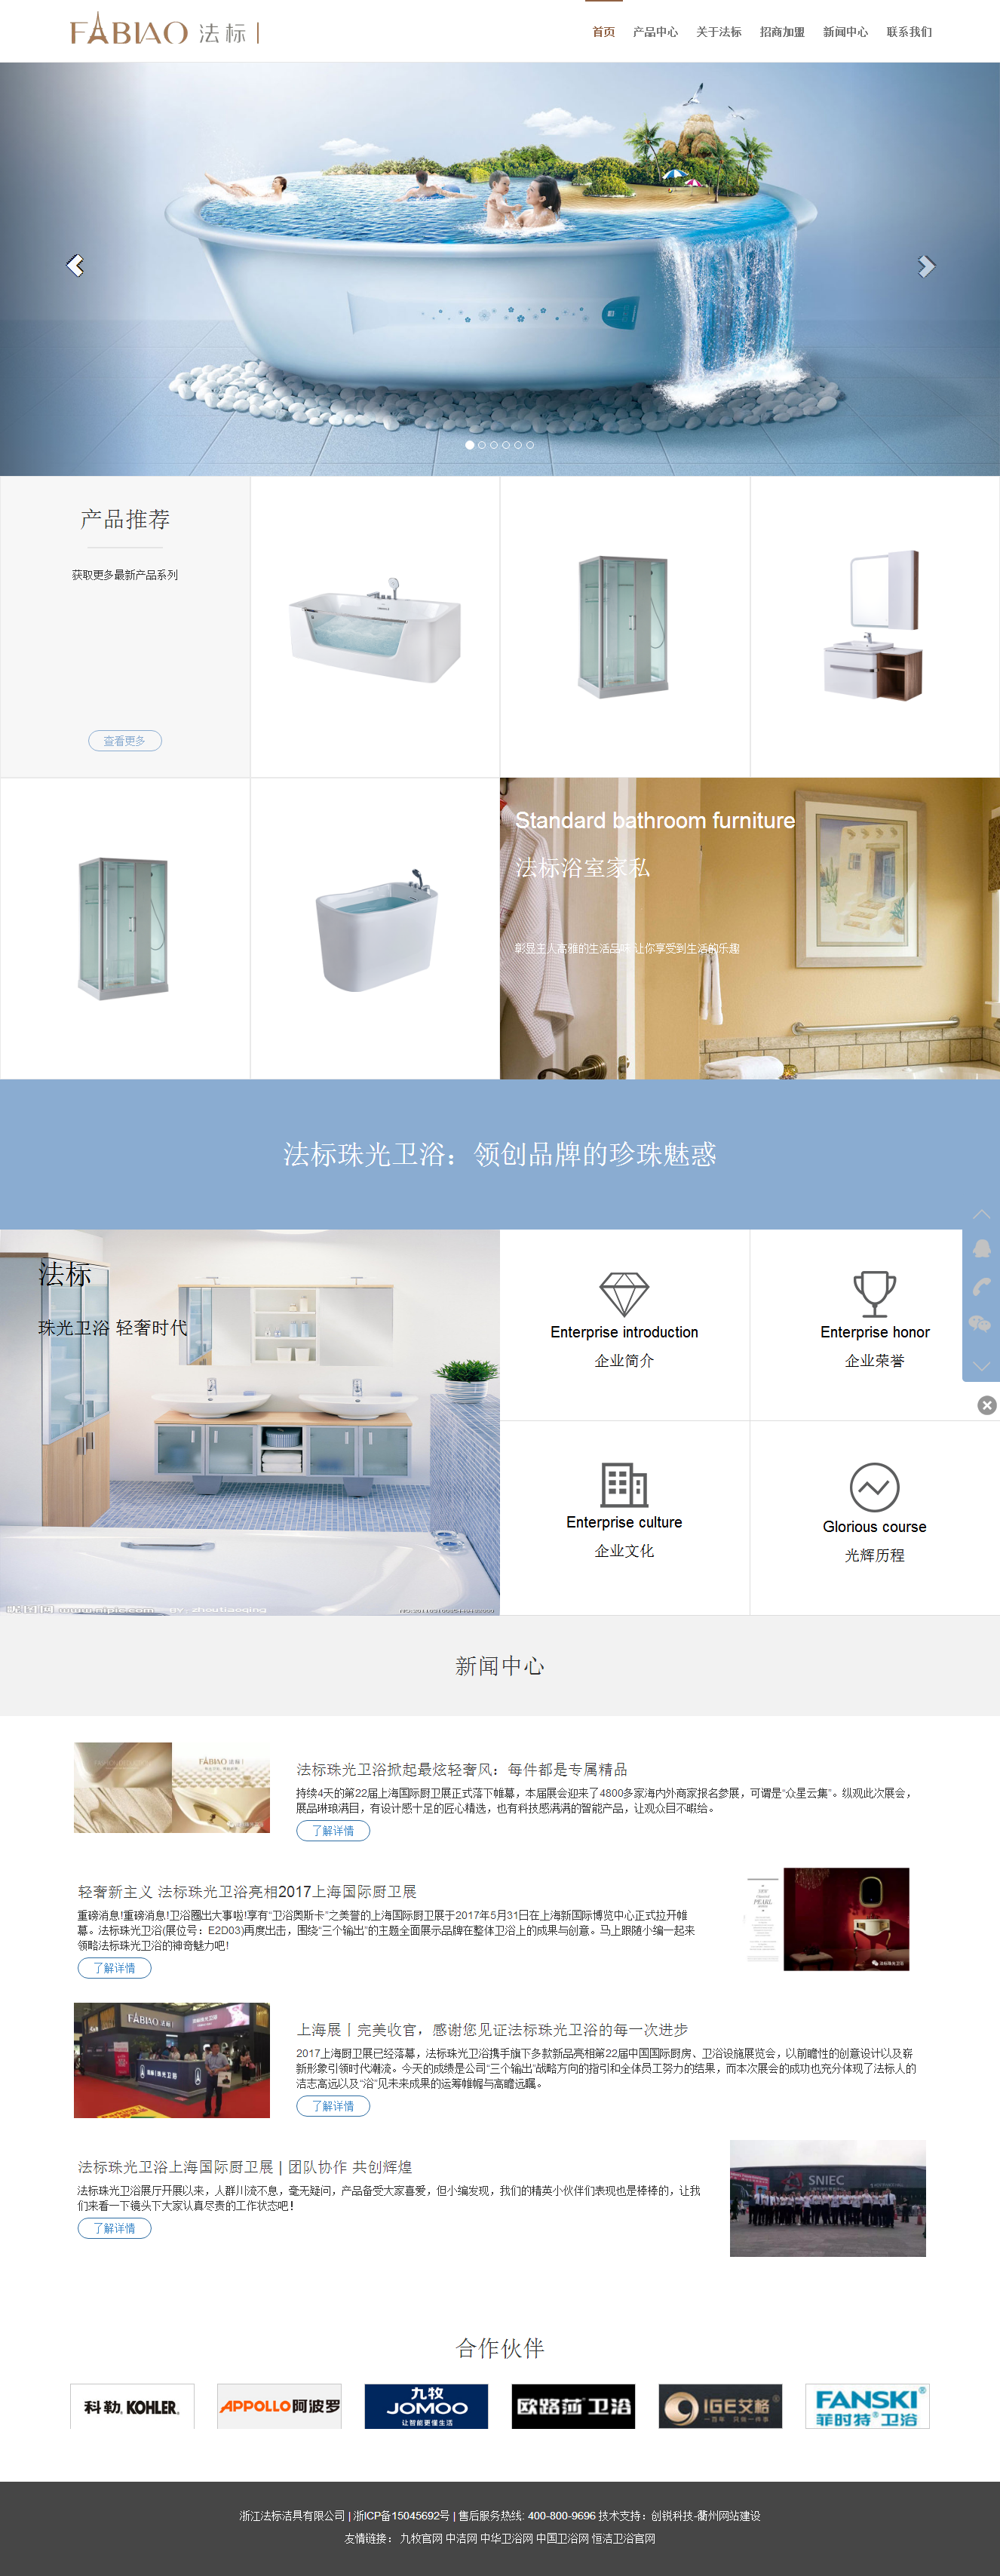 FABIAO 法标
首页 产品中心 关于法标 招商加盟 新闻中心 联系我们
产品推荐
获取更多最新产品系列
查看更多
Standard bathroom furniture
法标浴室家私
彰显主人高雅的生活品味 让你享受到生活的乐趣
法标珠光卫浴：领创品牌的珍珠魅惑
法标
珠光卫浴 轻奢时代
Enterprise introduction
企业简介
Enterprise honor
企业荣誉
Enterprise culture
企业文化
Glorious course
光辉历程
新闻中心
FABIAO 法标
法标珠光卫浴掀起最炫轻奢风：每件都是专属精品
持续4天的第22届上海国际厨卫展正式落下帷幕，本届展会迎来了4800多家海内外商家报名参展，可谓是“众星云集”。纵观此次展会，
展品琳琅满目，有设计感十足的匠心精选，也有科技感满满的智能产品，让观众目不暇给。
了解详情
轻奢新主义 法标珠光卫浴亮相2017上海国际厨卫展
重磅消息!重磅消息!卫浴圈出大事啦!享有“卫浴奥斯卡”之美誉的上海国际厨卫展于2017年5月31日在上海新国际博览中心正式拉开帷
幕。法标珠光卫浴(展位号：E2D03)再度出击，围绕“三个输出”的主题全面展示品牌在整体卫浴上的成果与创意。马上跟随小编一起来
领略法标珠光卫浴的神奇魅力吧！
了解详情
PEARL
法标珠光卫浴
FABIAO 法标
上海展丨完美收官，感谢您见证法标珠光卫浴的每一次进步
2017上海厨卫展已经落幕，法标珠光卫浴携手旗下多款新品亮相第22届中国国际厨房、卫浴设施展览会，以前瞻性的创意设计以及崭
新形象引领时代潮流。今天的成绩是公司“三个输出”战略方向的指引和全体员工努力的结果，而本次展会的成功也充分体现了法标人的
洁志高远以及“浴”见未来成果的运筹帷幄与高瞻远瞩。
了解详情
法标珠光卫浴上海国际厨卫展 | 团队协作 共创辉煌
法标珠光卫浴展厅开展以来，人群川流不息，毫无疑问，产品备受大家喜爱，但小编发现，我们的精英小伙伴们表现也是棒棒的，让我
们来看一下镜头下大家认真尽责的工作状态吧！
了解详情
SNIEC
合作伙伴
科勒 KOHLER
APPOLLO阿波罗
九牧
JOMOO
让智能更懂生活
欧路莎卫浴
IGE艾格
FANSKI®
菲时特®卫浴
浙江法标洁具有限公司 | 浙ICP备15045692号 | 售后服务热线: 400-800-9696 技术支持：创锐科技-衢州网站建设
友情链接： 九牧官网 中洁网 中华卫浴网 中国卫浴网 恒洁卫浴官网